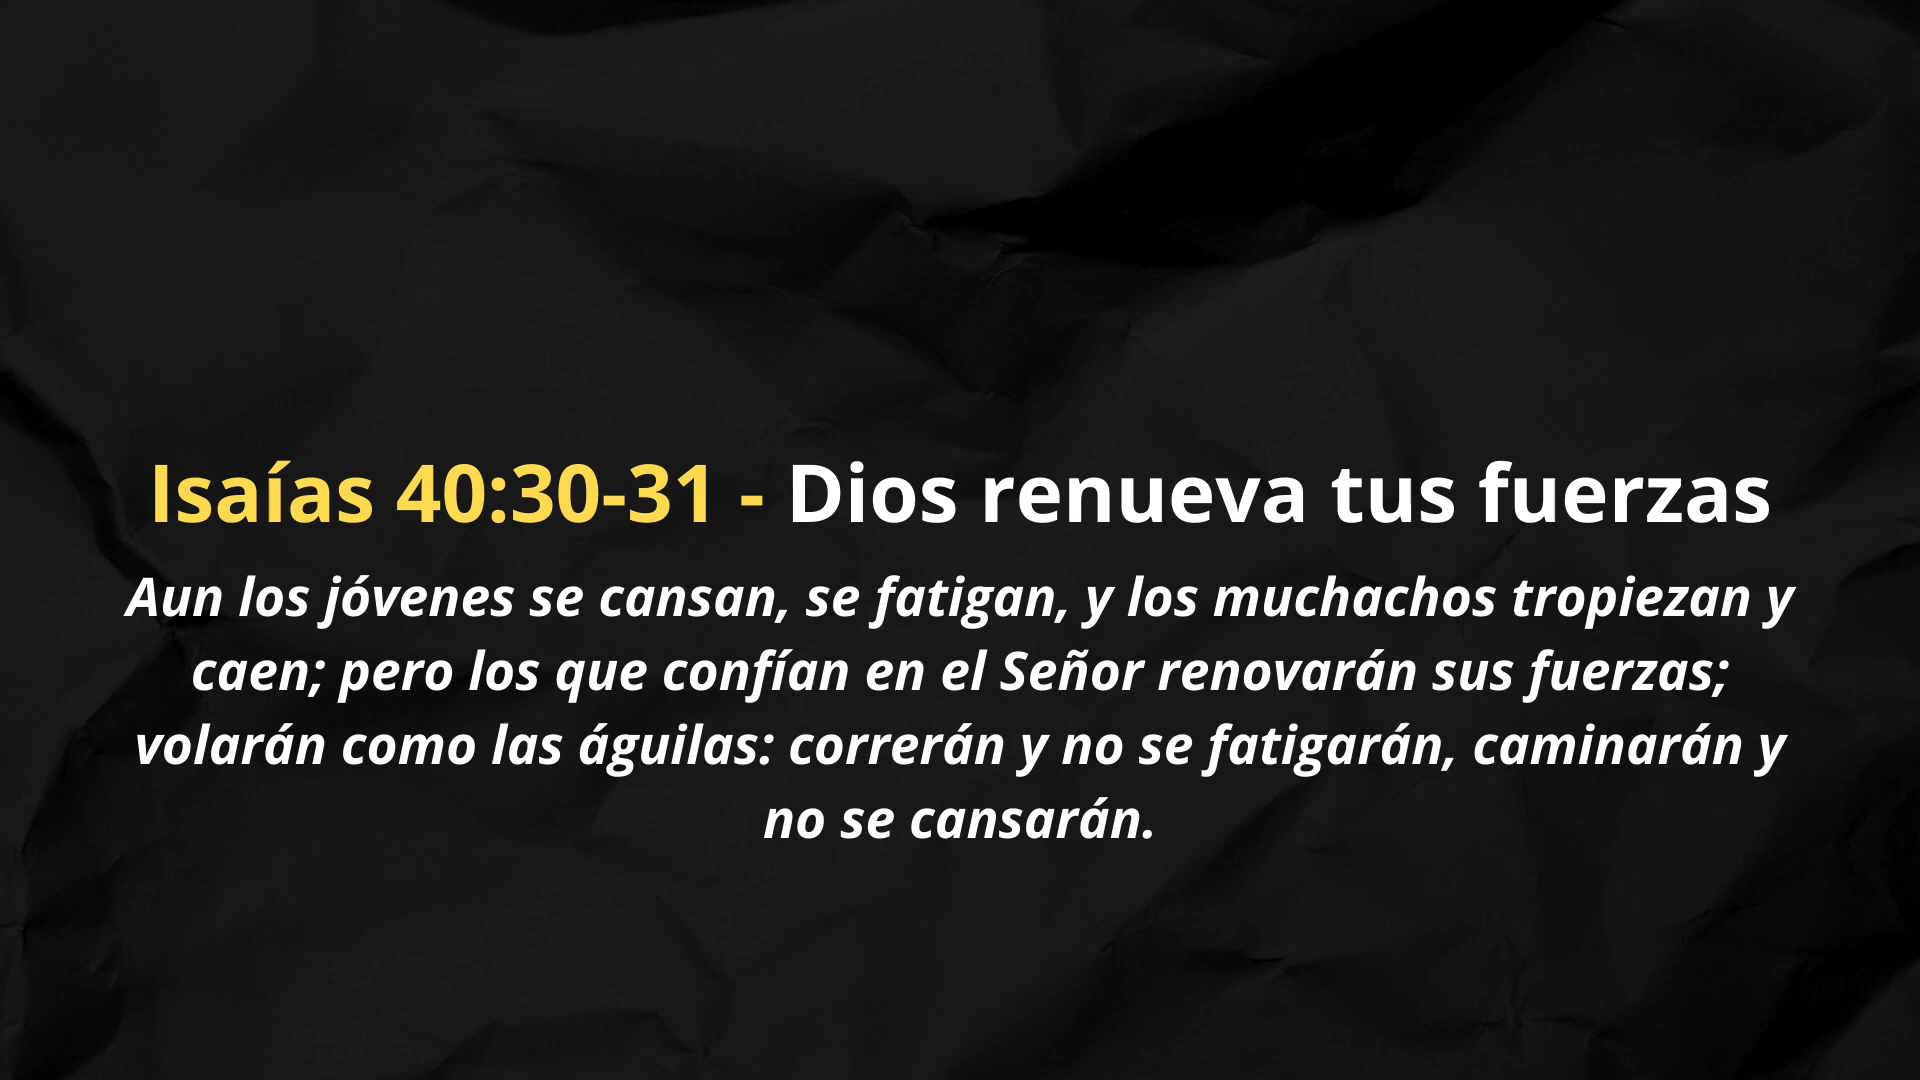 Isaías 40:30-31 - Dios renueva tus fuerzas
Aun los jóvenes se cansan, se fatigan, y los muchachos tropiezan y
caen; pero los que confían en el Señor renovarán sus fuerzas;
volarán como las águilas: correrán y no se fatigarán, caminarán y
no se cansarán.